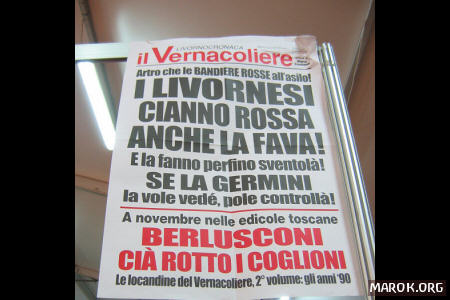 LIVORNOCRONACA
il Vernacoliere
Artro che le BANDIERE ROSSE all'asilo!
I LIVORNESI
CIANNO ROSSA
ANCHE LA FAVA!
E la fanno perfino sventolà!
SE LA GERMINI
la vole vedé, pole controllà!
A novembre nelle edicole toscane
BERLUSCONI
CIÀ ROTTO I COGLIONI
Le locandine del Vernacoliere, 2° volume: gli anni '90
MAROK.ORG